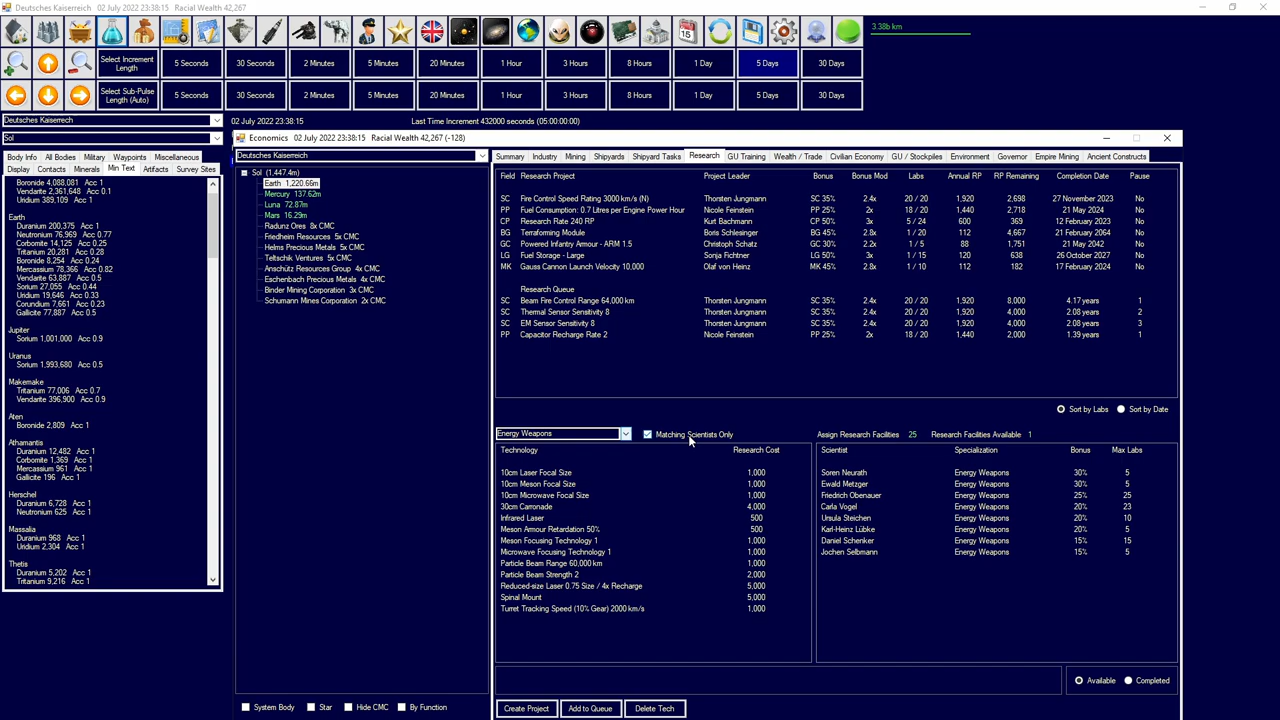 Deutsches Kaiserreich 02 July 2022 23:38:15 Racial Wealth 42,267
3.38b km
Select Increment Length
5 Seconds
30 Seconds
2 Minutes
5 Minutes
20 Minutes
1 Hour
3 Hours
8 Hours
1 Day
5 Days
30 Days
Select Sub-Pulse Length (Auto)
5 Seconds
30 Seconds
2 Minutes
5 Minutes
20 Minutes
1 Hour
3 Hours
8 Hours
1 Day
5 Days
30 Days
Deutsches Kaiserreich
02 July 2022 23:38:15
Last Time Increment 432000 seconds (05:00:00:00)
Sol
Body Info All Bodies Military Waypoints Miscellaneous
Display Contacts Minerals Min Text Artifacts Survey Sites
Boronide 4,088,081 Acc 1
Vendarite 2,361,648 Acc 0.1
Uridium 389,109 Acc 1
Earth
Duranium 200,375 Acc 1
Neutronium 76,969 Acc 0.77
Corbomite 14,125 Acc 0.25
Tritanium 20,281 Acc 0.28
Boronide 8,254 Acc 0.24
Mercassium 78,366 Acc 0.82
Vendarite 63,887 Acc 0.5
Sorium 27,055 Acc 0.44
Uridium 19,646 Acc 0.33
Corundium 7,661 Acc 0.23
Gallicite 77,887 Acc 0.5
Jupiter
Sorium 1,001,000 Acc 0.9
Uranus
Sorium 1,993,680 Acc 0.5
Makemake
Tritanium 77,006 Acc 0.7
Vendarite 396,900 Acc 0.9
Aten
Boronide 2,809 Acc 1
Athamantis
Duranium 12,482 Acc 1
Corbomite 1,369 Acc 1
Mercassium 961 Acc 1
Gallicite 196 Acc 1
Herschel
Duranium 6,728 Acc 1
Neutronium 625 Acc 1
Massalia
Duranium 968 Acc 1
Uridium 2,304 Acc 1
Thetis
Duranium 5,202 Acc 1
Tritanium 9,216 Acc 1
Economics 02 July 2022 23:38:15 Racial Wealth 42,267 (-128)
Deutsches Kaiserreich
Sol (1,447.4m)
Earth 1,220.66m
Mercury 137.62m
Luna 72.87m
Mars 16.29m
Radunz Ores 8x CMC
Friedheim Resources 5x CMC
Helms Precious Metals 5x CMC
Teltschik Ventures 5x CMC
Anschütz Resources Group 4x CMC
Eschenbach Precious Metals 4x CMC
Binder Mining Corporation 3x CMC
Schumann Mines Corporation 2x CMC
System Body Star Hide CMC By Function
Summary Industry Mining Shipyards Shipyard Tasks Research GU Training Wealth / Trade Civilian Economy GU / Stockpiles Environment Governor Empire Mining Ancient Constructs
Field Research Project Project Leader Bonus Bonus Mod Labs Annual RP RP Remaining Completion Date Pause
SC Fire Control Speed Rating 3000 km/s (N) Thorsten Jungmann SC 35% 2.4x 20 / 20 1,920 2,698 27 November 2023 No
PP Fuel Consumption: 0.7 Litres per Engine Power Hour Nicole Feinstein PP 25% 2x 18 / 20 1,440 2,718 21 May 2024 No
CP Research Rate 240 RP Kurt Bachmann CP 50% 3x 5 / 24 600 369 12 February 2023 No
BG Terraforming Module Boris Schlesinger BG 45% 2.8x 1 / 20 112 4,667 21 February 2064 No
GC Powered Infantry Armour - ARM 1.5 Christoph Schatz GC 30% 2.2x 1 / 5 88 1,751 21 May 2042 No
LG Fuel Storage - Large Sonja Fichtner LG 50% 3x 1 / 15 120 638 26 October 2027 No
MK Gauss Cannon Launch Velocity 10,000 Olaf von Heinz MK 45% 2.8x 1 / 10 112 182 17 February 2024 No
Research Queue
SC Beam Fire Control Range 64,000 km Thorsten Jungmann SC 35% 2.4x 20 / 20 1,920 8,000 4.17 years 1
SC Thermal Sensor Sensitivity 8 Thorsten Jungmann SC 35% 2.4x 20 / 20 1,920 4,000 2.08 years 2
SC EM Sensor Sensitivity 8 Thorsten Jungmann SC 35% 2.4x 20 / 20 1,920 4,000 2.08 years 3
PP Capacitor Recharge Rate 2 Nicole Feinstein PP 25% 2x 18 / 20 1,440 2,000 1.39 years 1
Sort by Labs Sort by Date
Energy Weapons Matching Scientists Only Assign Research Facilities 25 Research Facilities Available 1
Technology Research Cost
10cm Laser Focal Size 1,000
10cm Meson Focal Size 1,000
10cm Microwave Focal Size 1,000
30cm Carronade 4,000
Infrared Laser 500
Meson Armour Retardation 50% 500
Meson Focusing Technology 1 1,000
Microwave Focusing Technology 1 1,000
Particle Beam Range 60,000km 1,000
Particle Beam Strength 2 2,000
Reduced-size Laser 0.75 Size / 4x Recharge 5,000
Spinal Mount 5,000
Turret Tracking Speed (10% Gear) 2000 km/s 1,000
Scientist Specialization Bonus Max Labs
Soren Neurath Energy Weapons 30% 5
Ewald Metzger Energy Weapons 30% 5
Friedrich Obenauer Energy Weapons 25% 25
Carla Vogel Energy Weapons 20% 23
Ursula Steichen Energy Weapons 20% 10
Karl-Heinz Lübke Energy Weapons 20% 5
Daniel Schenker Energy Weapons 15% 15
Jochen Selbmann Energy Weapons 15% 5
Available Completed
Create Project Add to Queue Delete Tech